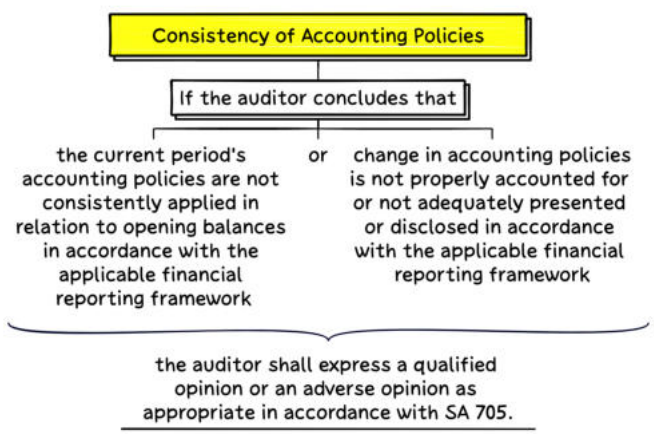 Consistency of Accounting Policies
If the auditor concludes that
the current period's
accounting policies are not
consistently applied in
relation to opening balances
in accordance with the
applicable financial
reporting framework
or
change in accounting policies
is not properly accounted for
or not adequately presented
or disclosed in accordance
with the applicable financial
reporting framework
the auditor shall express a qualified
opinion or an adverse opinion as
appropriate in accordance with SA 705.